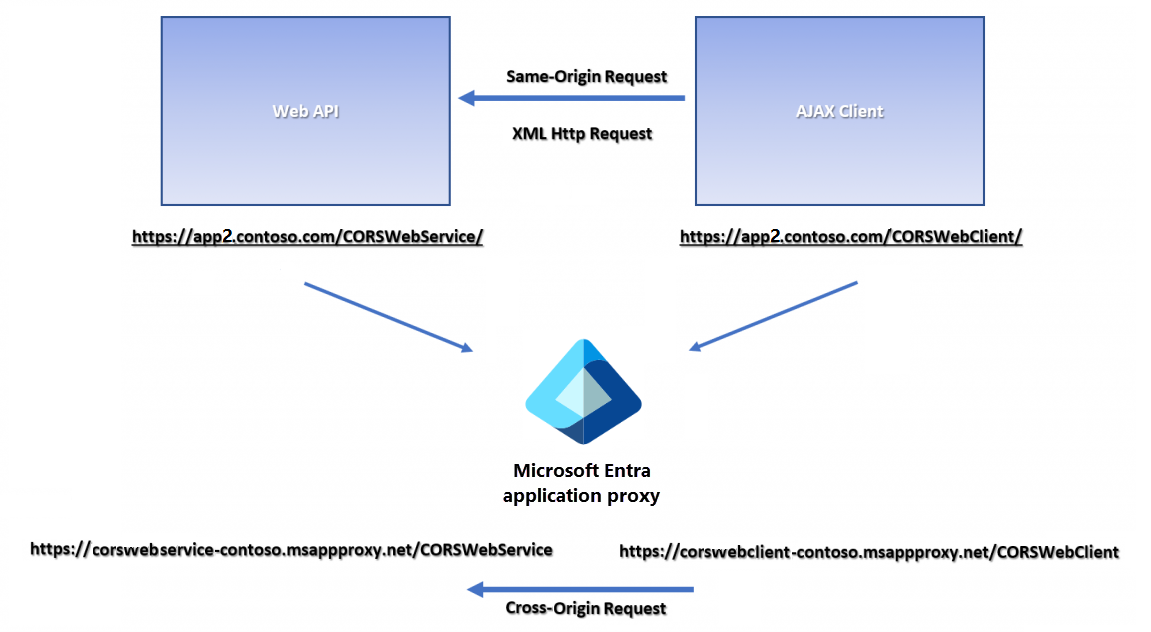 Same-Origin Request
Web API
AJAX Client
XML Http Request
https://app2.contoso.com/CORSWebService/
https://app2.contoso.com/CORSWebClient/
Microsoft Entra
application proxy
https://corswebservice-contoso.msappproxy.net/CORSWebService
https://corswebclient-contoso.msappproxy.net/CORSWebClient
Cross-Origin Request